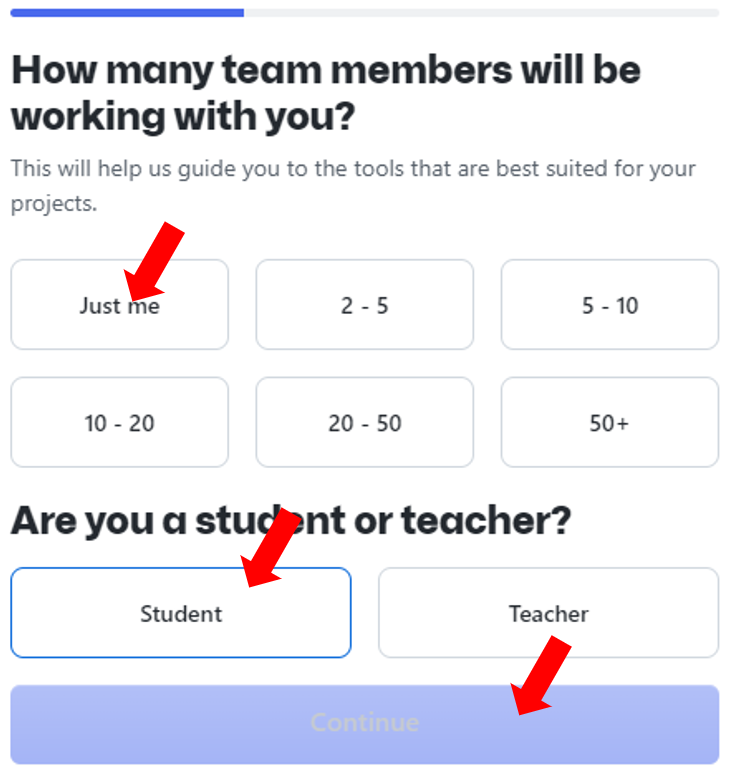 How many team members will be
working with you?
This will help us guide you to the tools that are best suited for your
projects.
Just me
2 - 5
5 - 10
10 - 20
20 - 50
50+
Are you a student or teacher?
Student
Teacher
Continue